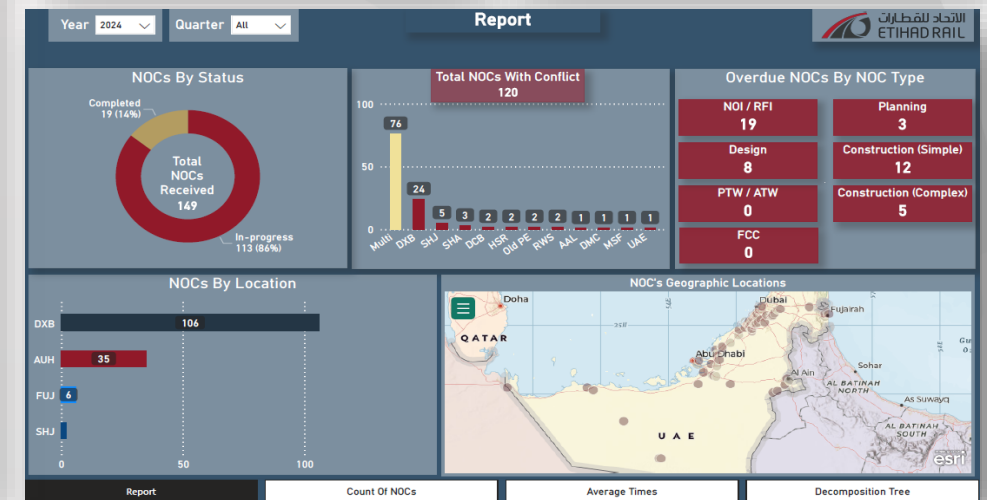 Year 2024
Quarter All
Report
الاتحاد للقطارات
ETIHAD RAIL
NOCs By Status
Completed
19 (14%)
Total
NOCs
Received
149
In-progress
113 (86%)
Total NOCs With Conflict
120
100
50
0
76
24
5
3
2
2
2
2
1
1
1
1
Multi
DXB
SHJ
SHA
DCB
HSR
Old PE
RWS
AAL
DMC
MSF
UAE
Overdue NOCs By NOC Type
NOI / RFI
19
Planning
3
Design
8
Construction (Simple)
12
PTW / ATW
0
Construction (Complex)
5
FCC
0
NOCs By Location
DXB 106
AUH 35
FUJ 6
SHJ
0 50 100
NOC's Geographic Locations
Doha
QATAR
Dubai
Fujairah
Abu Dhabi
Al Ain
Sohar
AL BATINAH
NORTH
As Suwayq
AL BATINAH
SOUTH
U A E
esri
Report
Count Of NOCs
Average Times
Decomposition Tree